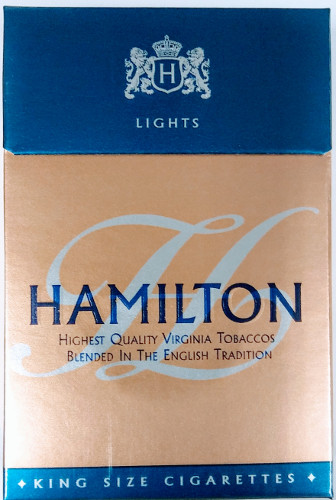 H
LIGHTS
HAMILTON
HIGHEST QUALITY VIRGINIA TOBACCOS
BLENDED IN THE ENGLISH TRADITION
KING SIZE CIGARETTES